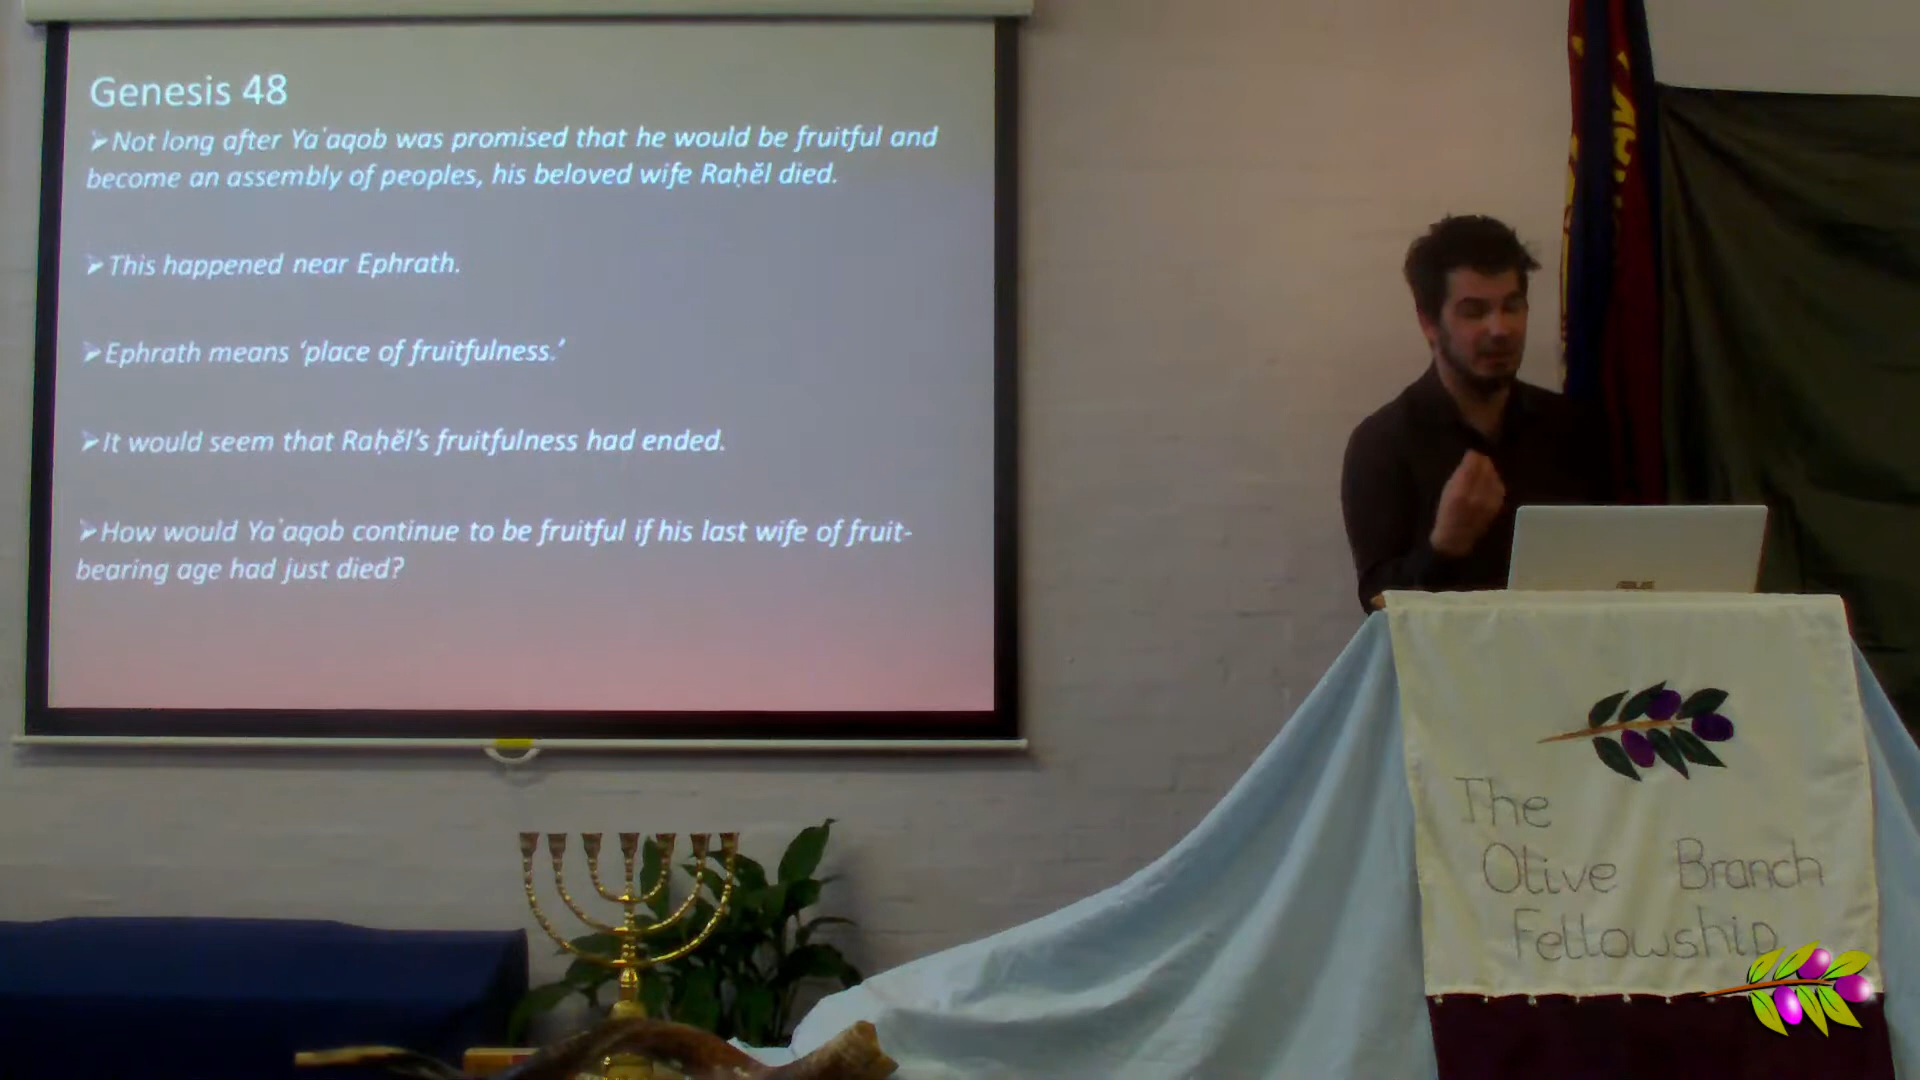 Genesis 48
➢Not long after Ya'aqob was promised that he would be fruitful and
become an assembly of peoples, his beloved wife Raḥĕl died.
➢This happened near Ephrath.
➢Ephrath means ‘place of fruitfulness.’
➢It would seem that Raḥĕl’s fruitfulness had ended.
➢How would Ya'aqob continue to be fruitful if his last wife of fruit-
bearing age had just died?
ASUS
The
Olive Branch
Fellowship